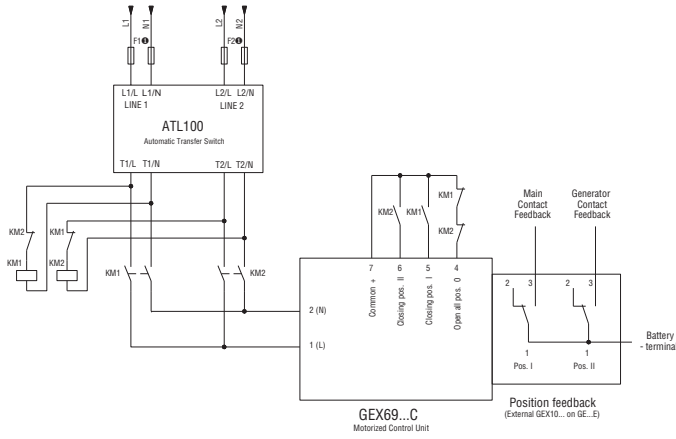 L1 N1 L2 N2
F1❶ F2❶
L1/L L1/N L2/L L2/N
LINE 1 LINE 2
ATL100
Automatic Transfer Switch
T1/L T1/N T2/L T2/N
KM2 KM1
KM1 KM2
KM1 KM2
KM2 KM1 KM1
KM2
7 6 5 4
Common +
Closing pos. II
Closing pos. I
Open all pos. 0
2 (N)
1 (L)
GEX69...C
Motorized Control Unit
Main
Contact
Feedback
Generator
Contact
Feedback
2 3 2 3
1 1
Pos. I Pos. II
Battery
- termina
Position feedback
(External GEX10... on GE...E)